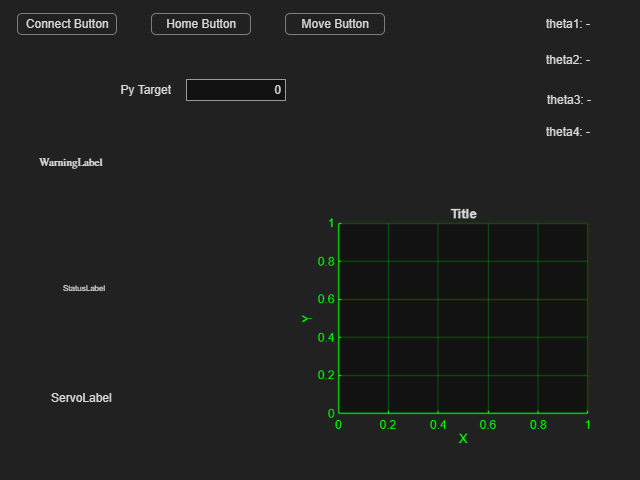 Connect Button
Home Button
Move Button
theta1: -
theta2: -
Py Target
0
theta3: -
theta4: -
WarningLabel
Title
1
0.8
StatusLabel
0.6
Y
0.4
0.2
ServoLabel
0
0
0.2
0.4
0.6
0.8
1
X